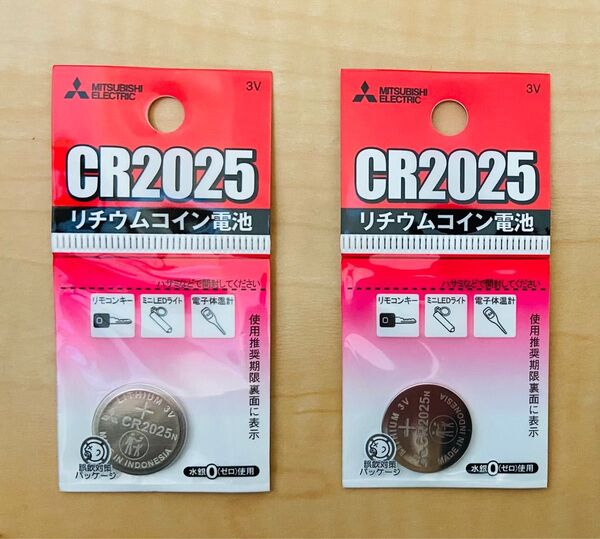 MITSUBISHI
ELECTRIC
3V
CR2025
リチウムコイン電池
ハサミなどで開封してください
リモコンキー
ミニLEDライト
電子体温計
使用推奨期限裏面に表示
LITHIUM 3V
+
CR2025N
IN INDONESIA
誤飲対策
パッケージ
水銀0(ゼロ)使用
MITSUBISHI
ELECTRIC
3V
CR2025
リチウムコイン電池
ハサミなどで開封してください
リモコンキー
ミニLEDライト
電子体温計
使用推奨期限裏面に表示
LITHIUM 3V
+
CR2025N
MADE IN INDONESIA
誤飲対策
パッケージ
水銀0(ゼロ)使用